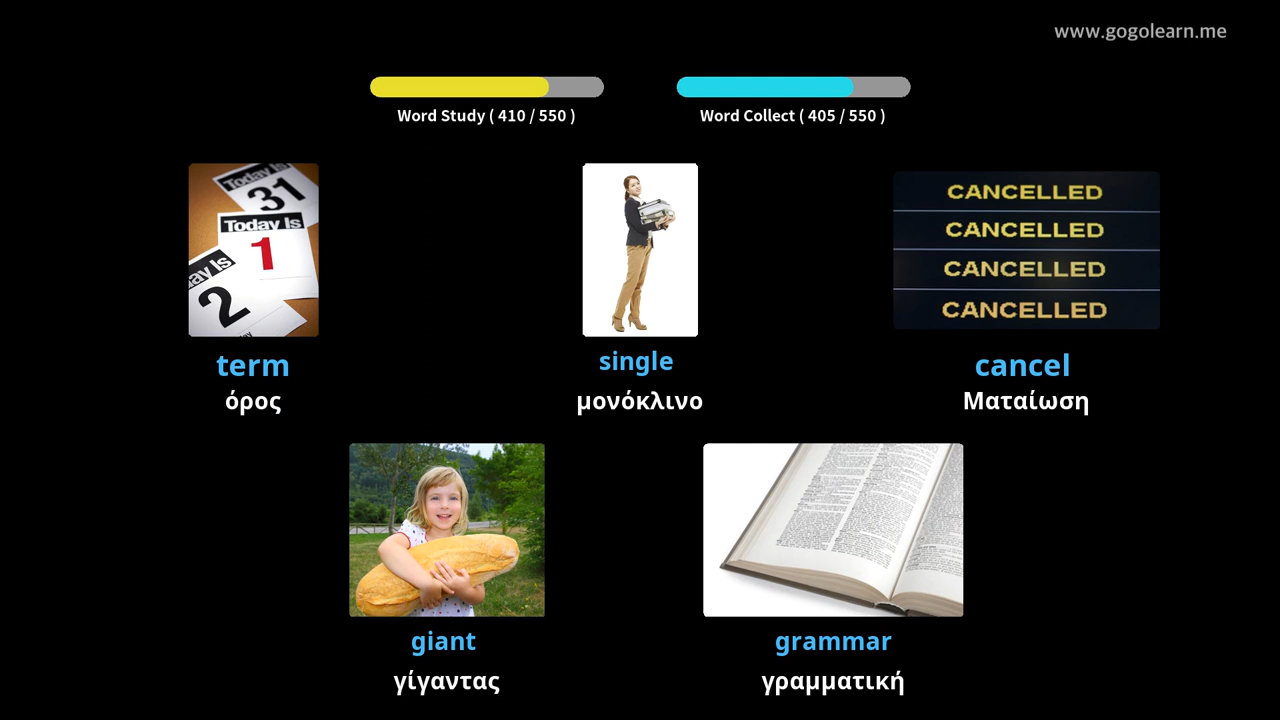 www.gogolearn.me
Word Study ( 410 / 550 )
Word Collect ( 405 / 550 )
Today Is
31
Today Is
1
ay Is
2
CANCELLED
CANCELLED
CANCELLED
CANCELLED
term
single
cancel
όρος
μονόκλινο
Ματαίωση
giant
grammar
γίγαντας
γραμματική